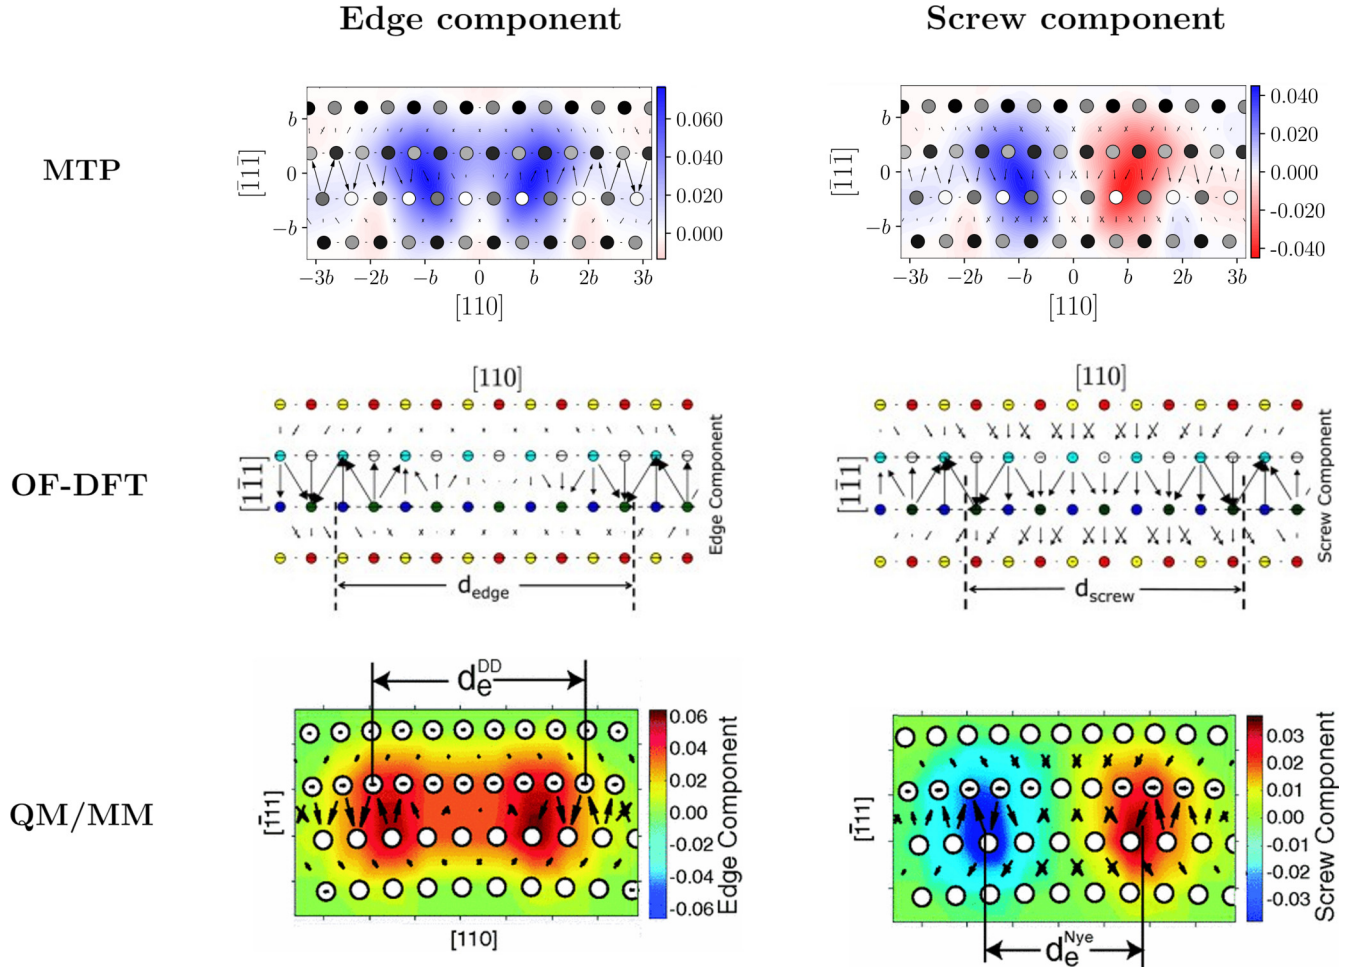 Edge component
Screw component
MTP
[1̄11̄]
b
0
−b
−3b −2b −b 0 b 2b 3b
[110]
0.060
0.040
0.020
0.000
[1̄11̄]
b
0
−b
−3b −2b −b 0 b 2b 3b
[110]
0.040
0.020
0.000
-0.020
-0.040
OF-DFT
[110]
[11̄1]
d edge
Edge Component
[110]
[11̄1]
d screw
Screw Component
QM/MM
d e DD
[1̄11]
[110]
0.06
0.04
0.02
0.00
-0.02
-0.04
-0.06
Edge Component
[1̄11]
d e Nye
0.03
0.02
0.01
0.00
-0.01
-0.02
-0.03
Screw Component